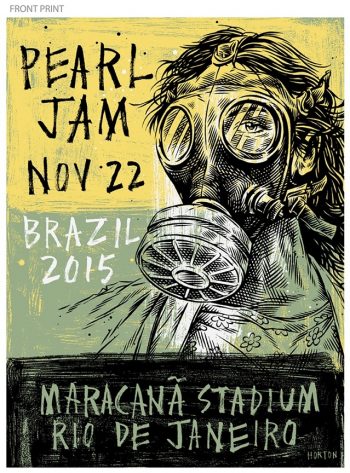 FRONT PRINT
PEARL
JAM
NOV 22
BRAZIL
2015
MARACANÃ STADIUM
RIO DE JANEIRO
HORTON